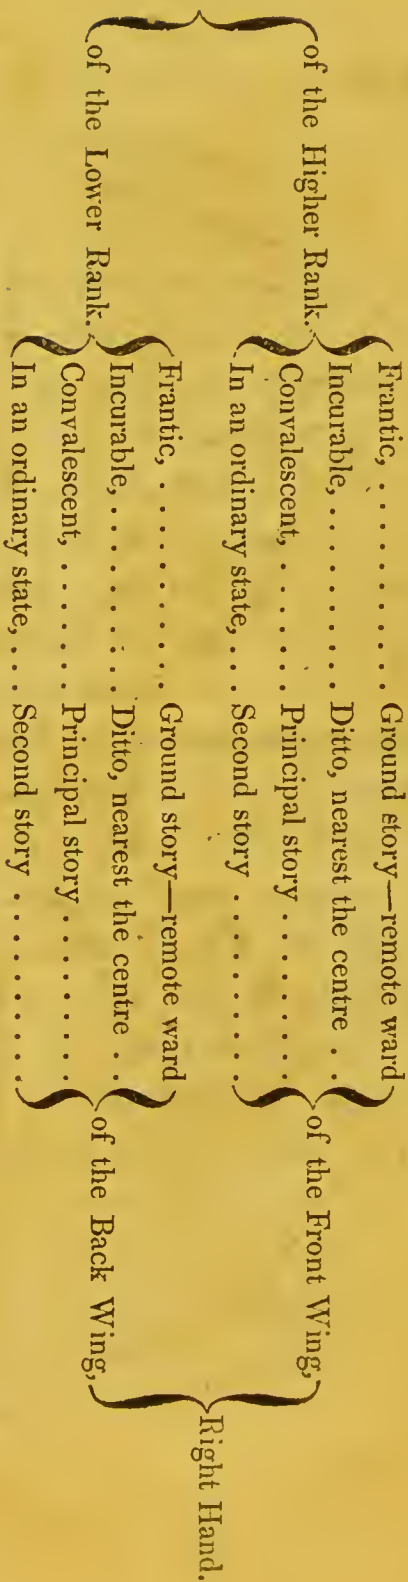 of the Higher Rank.
Frantic, . . . . . . . . . . . Ground story—remote ward
Incurable, . . . . . . . . . . Ditto, nearest the centre . .
Convalescent, . . . . . . . Principal story . . . . . . . . .
In an ordinary state, . . . Second story . . . . . . . . . .
of the Front Wing,
of the Lower Rank.
Frantic, . . . . . . . . . . . Ground story—remote ward
Incurable, . . . . . . . . . . Ditto, nearest the centre . .
Convalescent, . . . . . . . Principal story . . . . . . . . .
In an ordinary state, . . . Second story . . . . . . . . . .
of the Back Wing,
Right Hand.